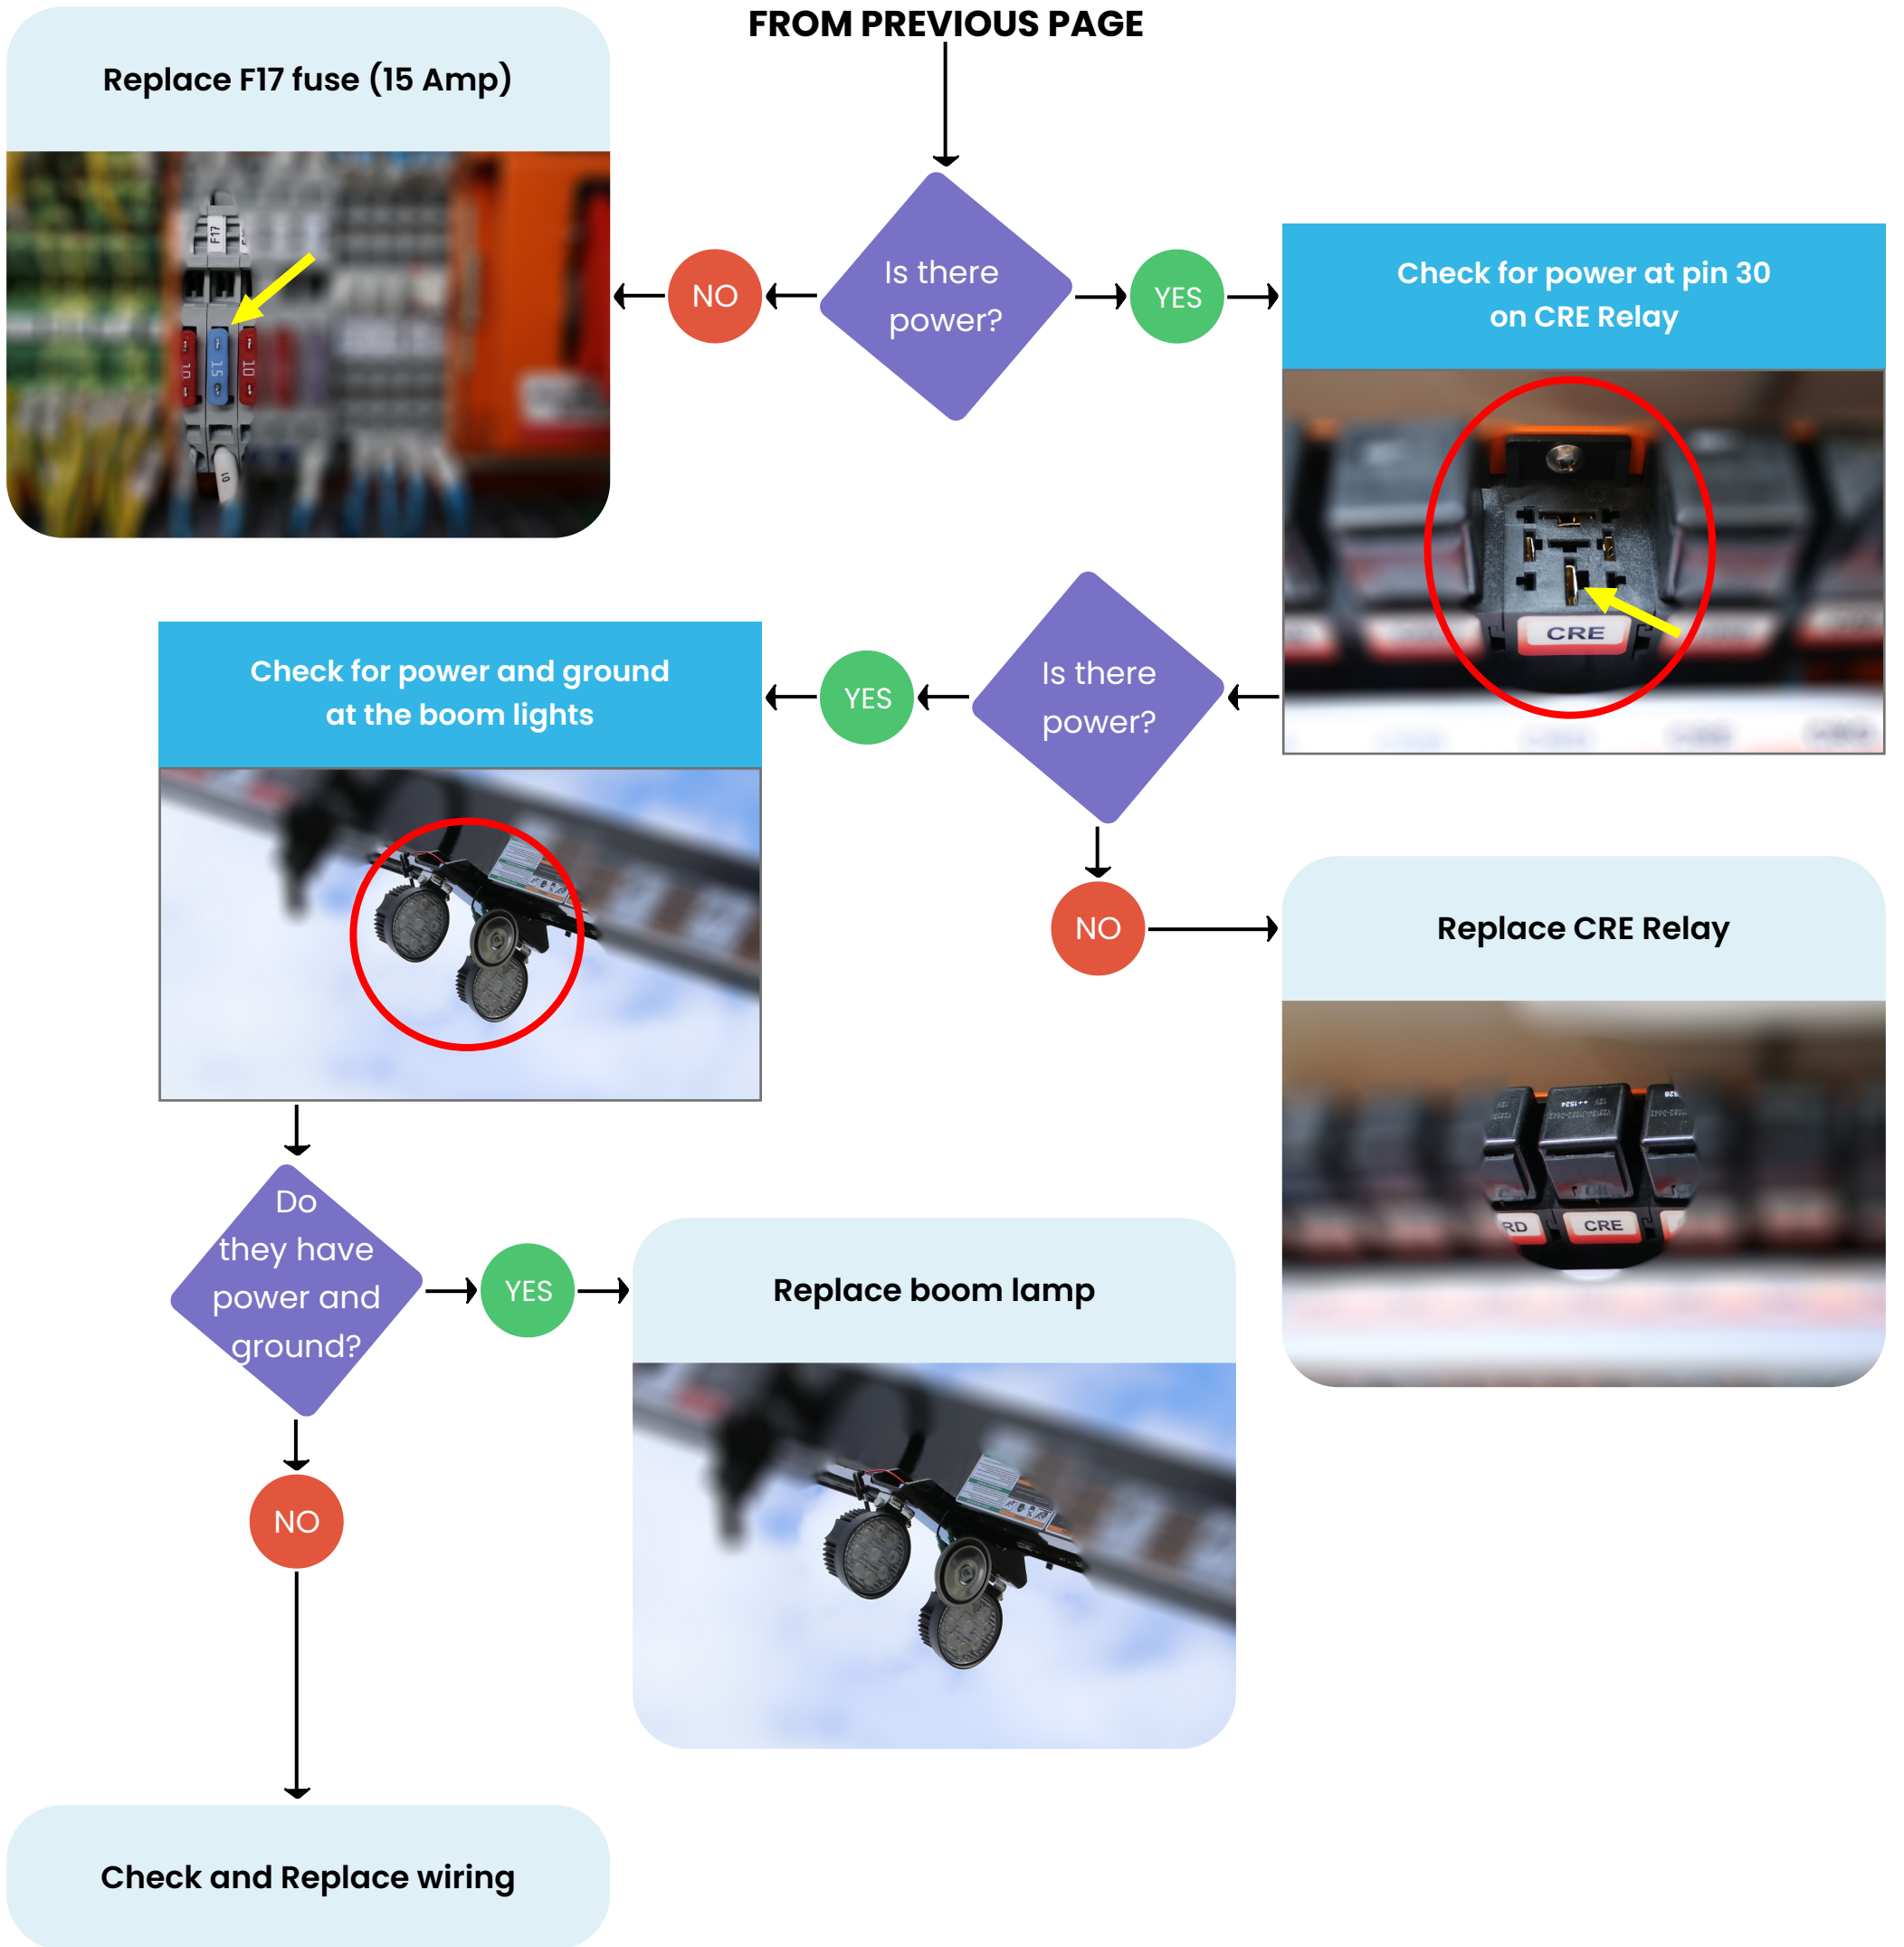 FROM PREVIOUS PAGE
Replace F17 fuse (15 Amp)
F17
10
15
10
Is there
power?
NO
YES
Check for power at pin 30
on CRE Relay
CRE
Is there
power?
YES
NO
Check for power and ground
at the boom lights
Replace CRE Relay
12V
++1524
RD
CRE
Do
they have
power and
ground?
YES
Replace boom lamp
NO
Check and Replace wiring